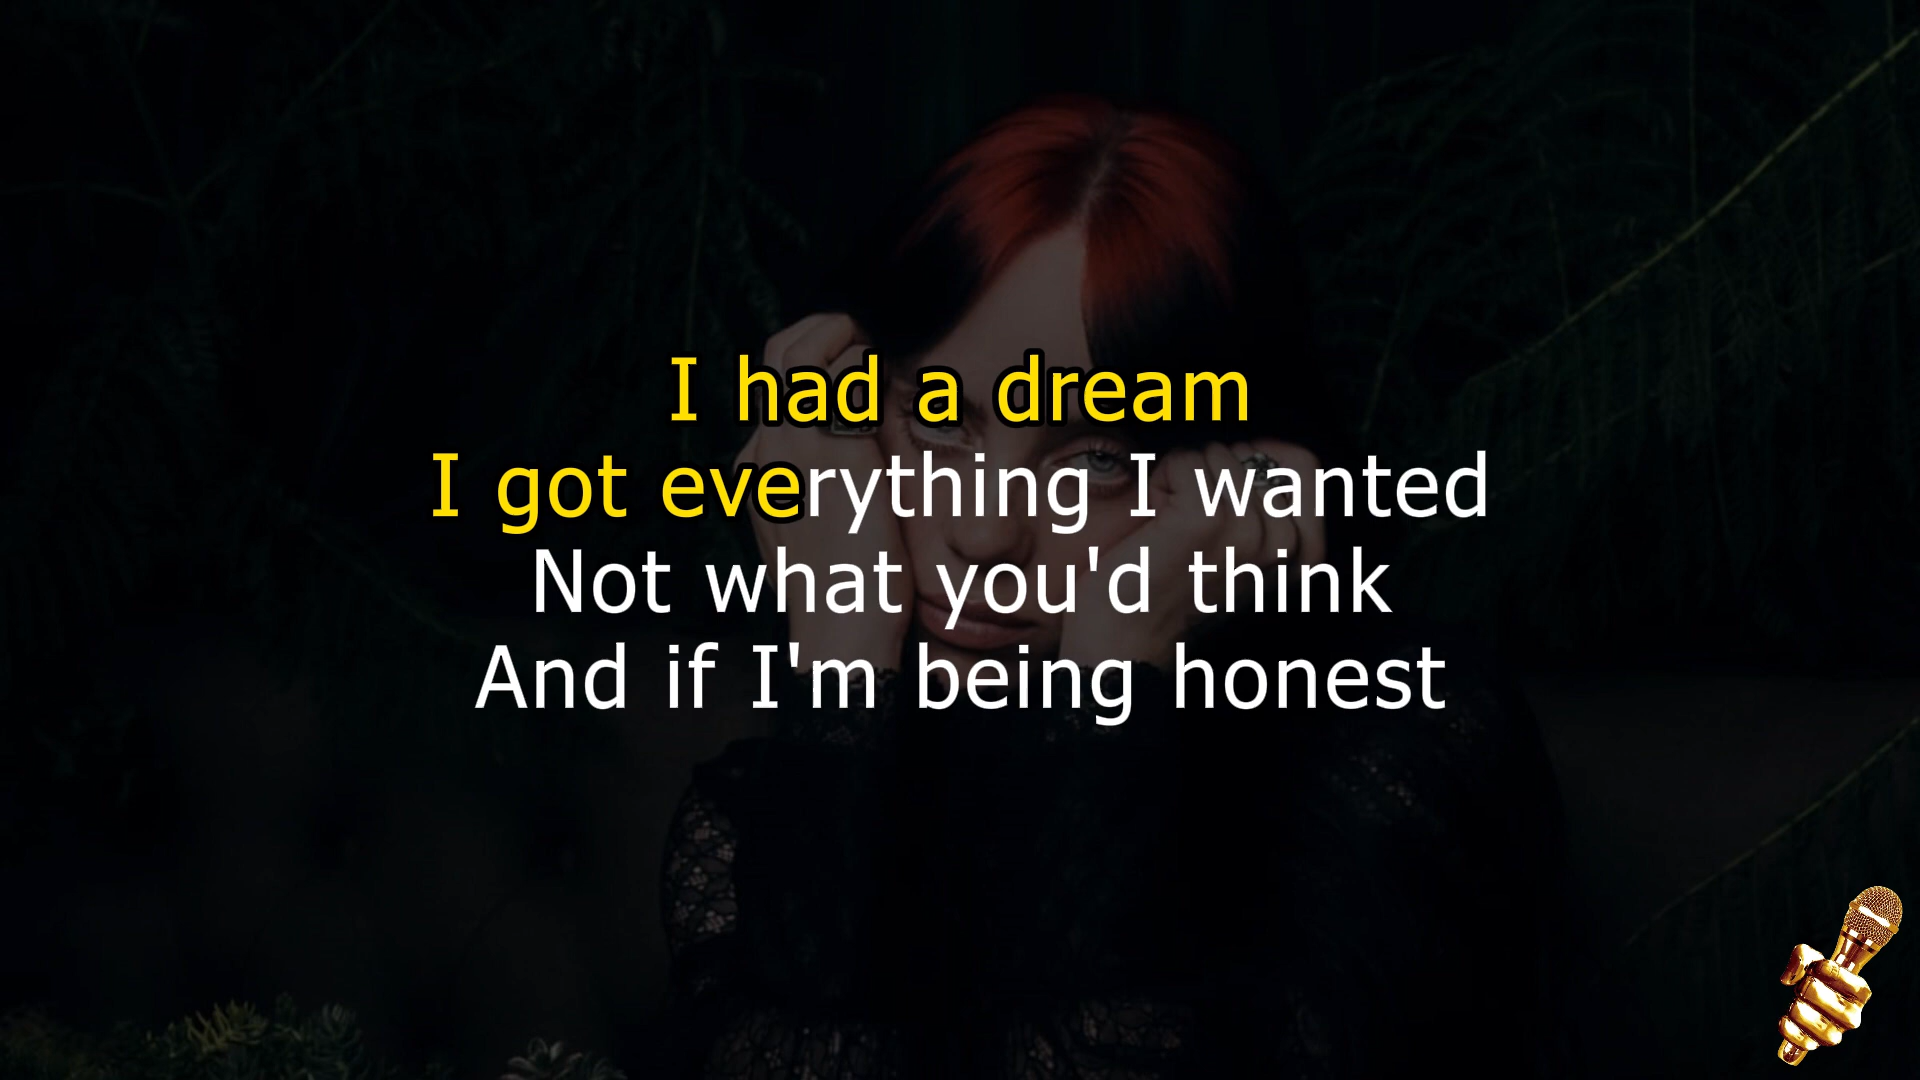 I had a dream
I got everything I wanted
Not what you'd think
And if I'm being honest